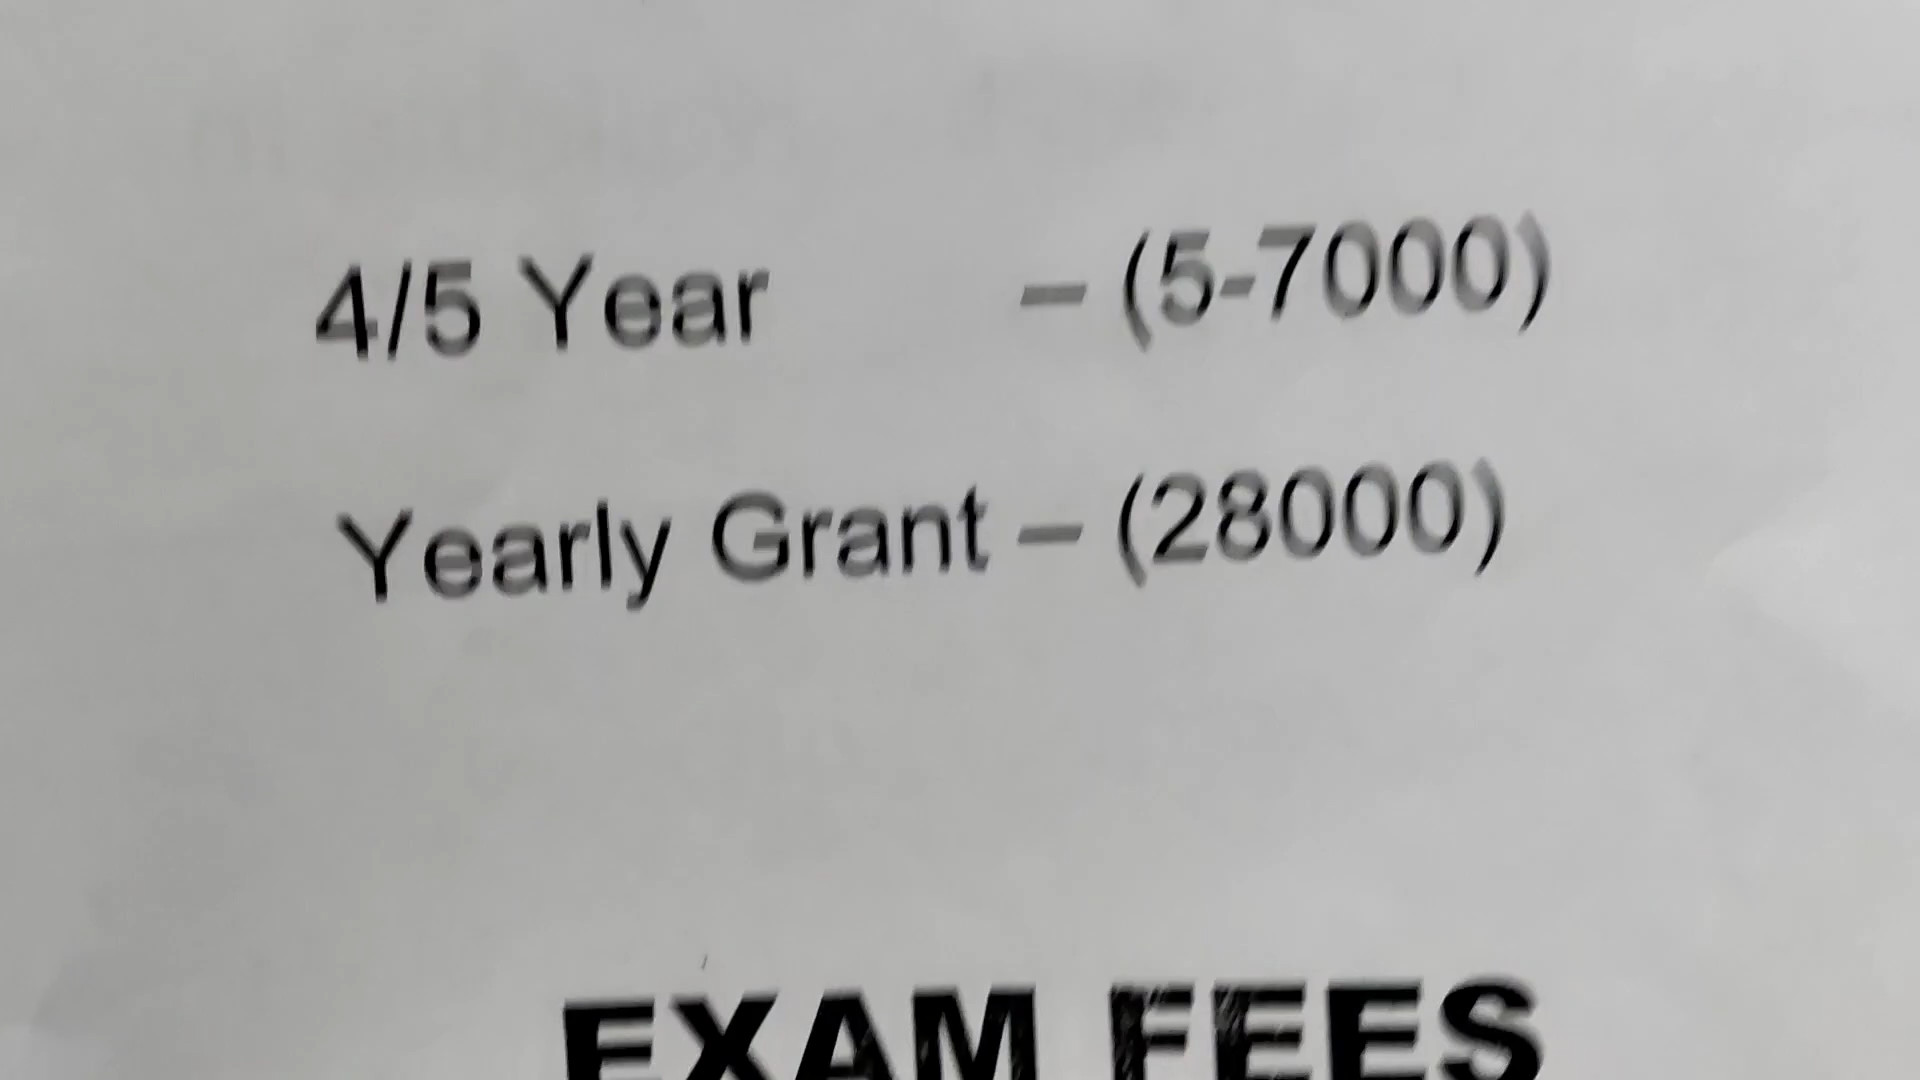 4/5 Year – (5-7000)
Yearly Grant – (28000)
EXAM FEES